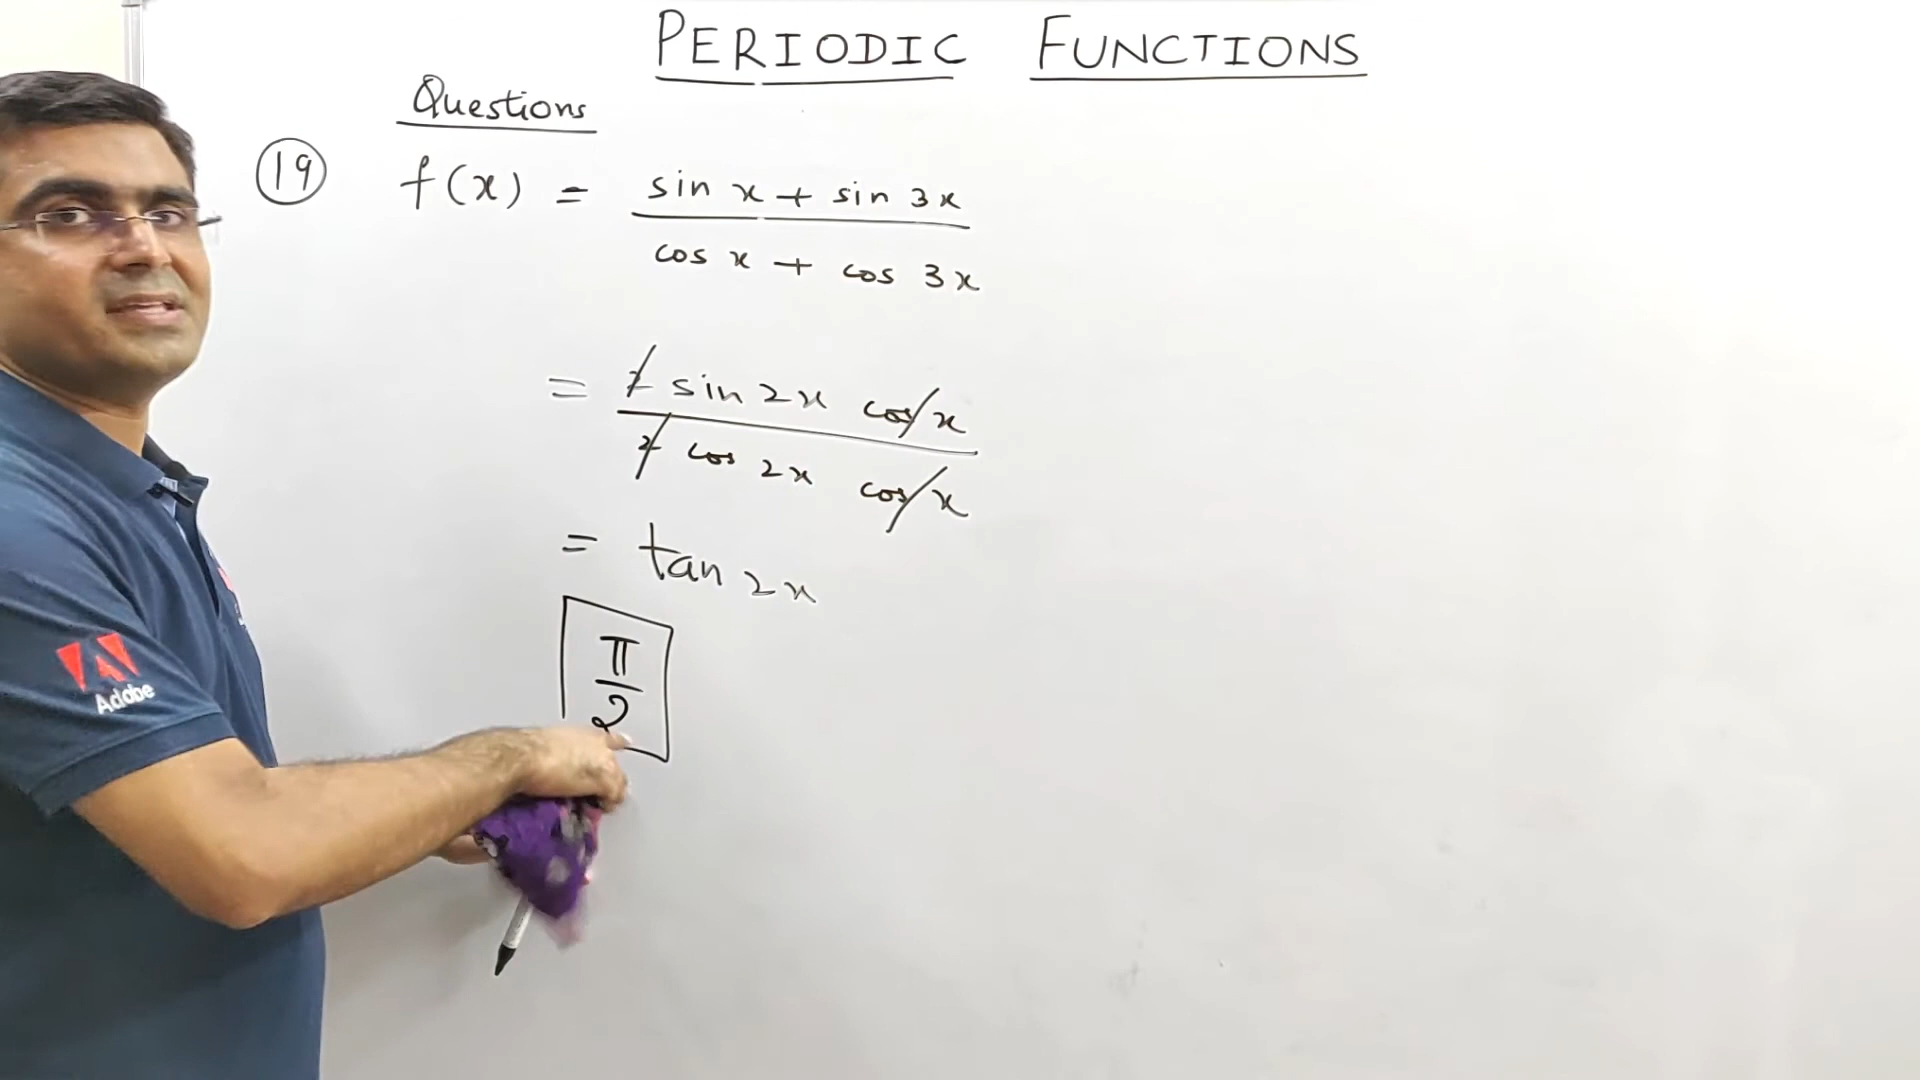 PERIODIC FUNCTIONS
Questions
19 f(x) = sin x + sin 3x
cos x + cos 3x
= 2 sin 2x cos x
2 cos 2x cos x
= tan 2x
π
2
Adobe